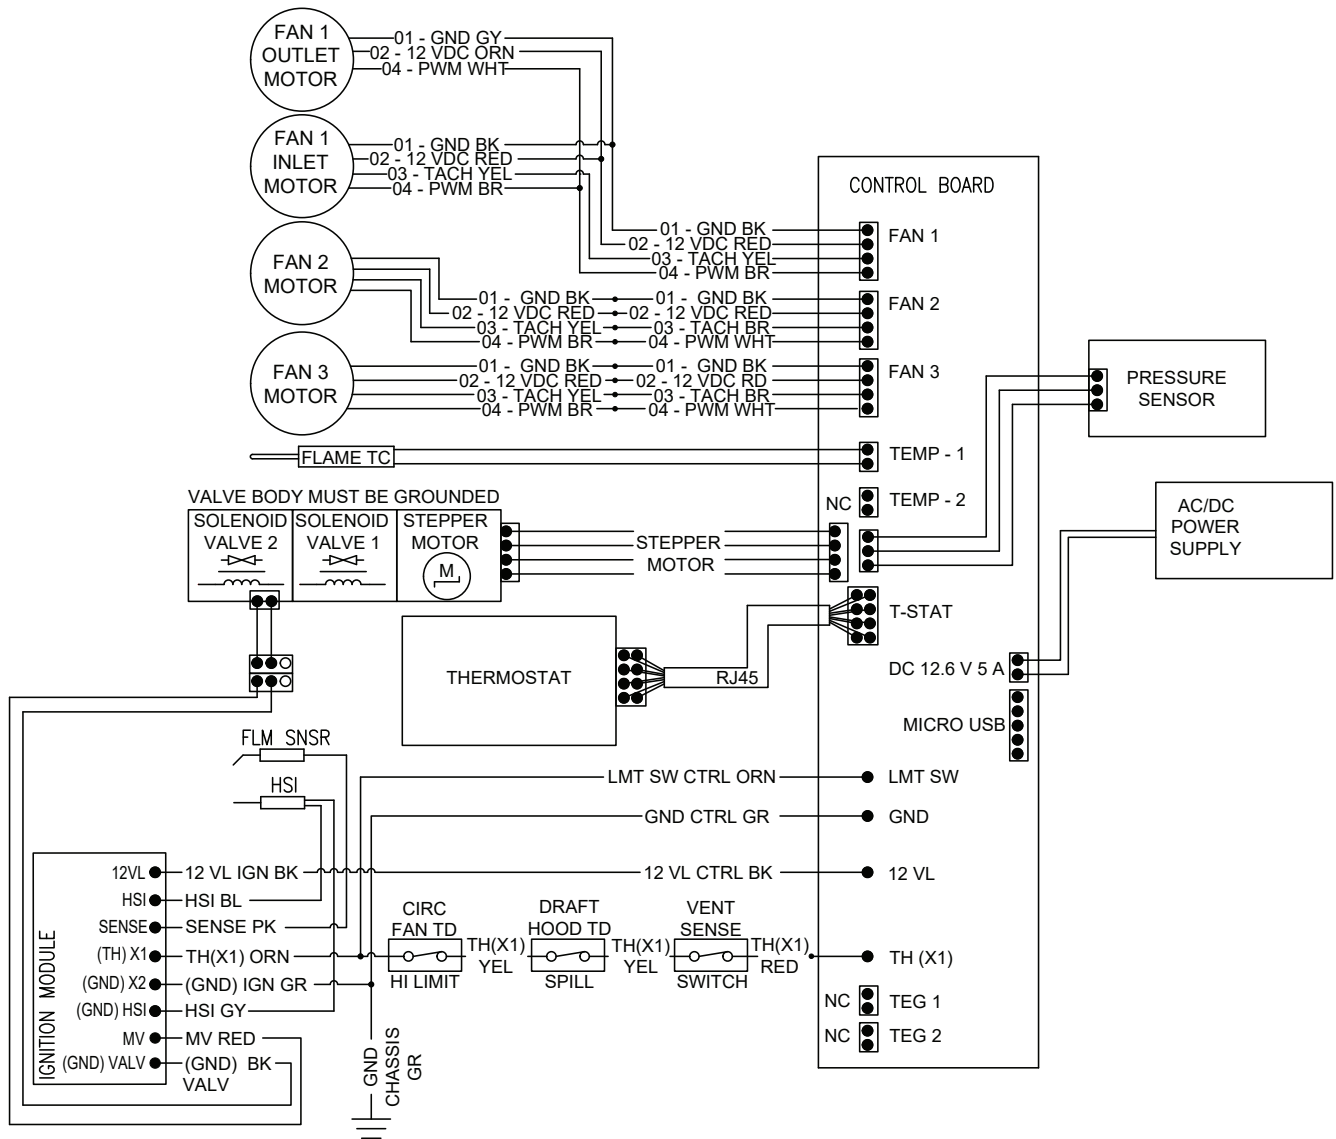 FAN 1
OUTLET
MOTOR
01 - GND GY
02 - 12 VDC ORN
04 - PWM WHT
FAN 1
INLET
MOTOR
01 - GND BK
02 - 12 VDC RED
03 - TACH YEL
04 - PWM BR
CONTROL BOARD
01 - GND BK
02 - 12 VDC RED
03 - TACH YEL
04 - PWM BR
FAN 1
FAN 2
MOTOR
01 - GND BK
02 - 12 VDC RED
03 - TACH YEL
04 - PWM BR
01 - GND BK
02 - 12 VDC RED
03 - TACH BR
04 - PWM WHT
FAN 2
FAN 3
MOTOR
01 - GND BK
02 - 12 VDC RED
03 - TACH YEL
04 - PWM BR
01 - GND BK
02 - 12 VDC RD
03 - TACH BR
04 - PWM WHT
FAN 3
PRESSURE
SENSOR
FLAME TC
TEMP - 1
VALVE BODY MUST BE GROUNDED
NC
TEMP - 2
SOLENOID
VALVE 2
SOLENOID
VALVE 1
STEPPER
MOTOR
M
STEPPER
MOTOR
AC/DC
POWER
SUPPLY
T-STAT
THERMOSTAT
RJ45
DC 12.6 V 5 A
MICRO USB
FLM SNSR
HSI
LMT SW CTRL ORN
LMT SW
GND CTRL GR
GND
12VL
12 VL IGN BK
12 VL CTRL BK
12 VL
HSI
HSI BL
SENSE
SENSE PK
(TH) X1
TH(X1) ORN
CIRC
FAN TD
HI LIMIT
TH(X1)
YEL
DRAFT
HOOD TD
SPILL
TH(X1)
YEL
VENT
SENSE
SWITCH
TH(X1)
RED
TH (X1)
(GND) X2
(GND) IGN GR
(GND) HSI
HSI GY
MV
MV RED
(GND) VALV
(GND) BK
VALV
IGNITION MODULE
GND
CHASSIS
GR
NC
TEG 1
NC
TEG 2